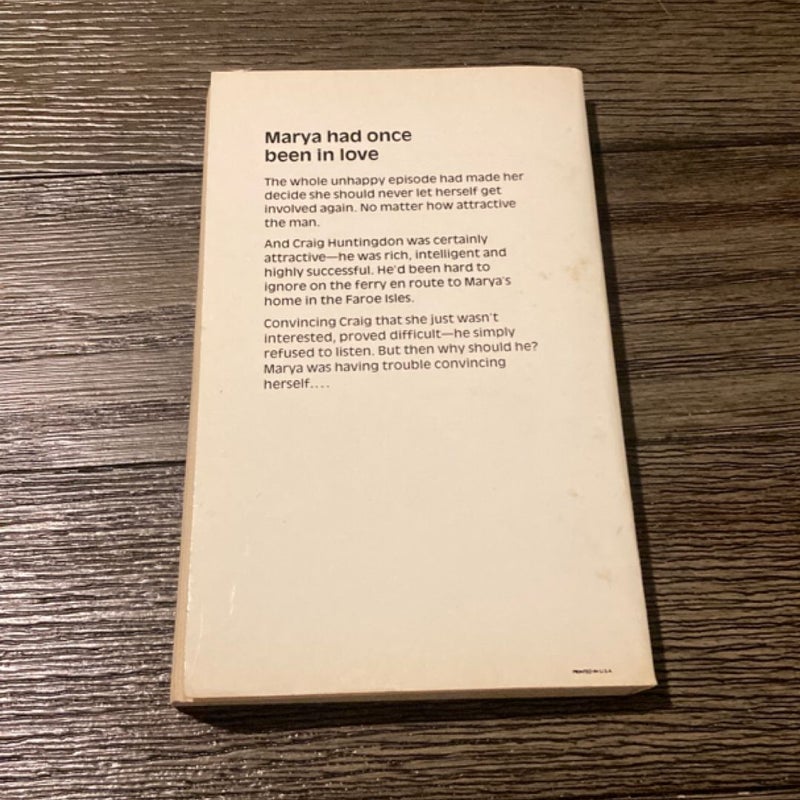 Marya had once
been in love
The whole unhappy episode had made her
decide she should never let herself get
involved again. No matter how attractive
the man.
And Craig Huntingdon was certainly
attractive—he was rich, intelligent and
highly successful. He'd been hard to
ignore on the ferry en route to Marya's
home in the Faroe Isles.
Convincing Craig that she just wasn't
interested, proved difficult—he simply
refused to listen. But then why should he?
Marya was having trouble convincing
herself....
PRINTED IN U.S.A.